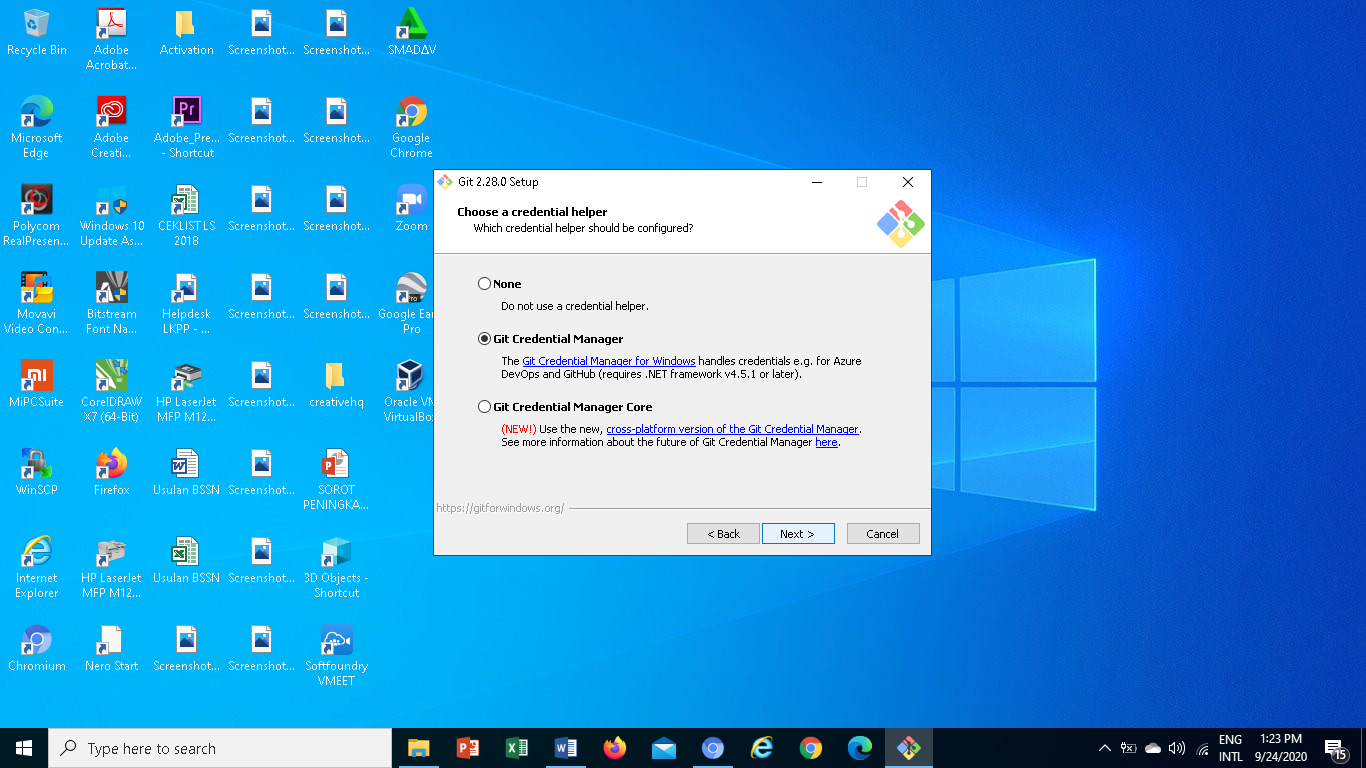 Recycle Bin
Adobe
Acrobat...
Activation
Screenshot...
Screenshot...
SMADΔV
Microsoft
Edge
Adobe
Creati...
Adobe_Pre...
- Shortcut
Screenshot...
Screenshot...
Google
Chrome
Polycom
RealPresen...
Windows 10
Update As...
CEKLIST LS
2018
Screenshot...
Screenshot...
Zoom
Movavi
Video Con...
Bitstream
Font Na...
Helpdesk
LKPP - ...
Screenshot...
Screenshot...
Google Ear
Pro
MiPCSuite
CorelDRAW
X7 (64-Bit)
HP LaserJet
MFP M12...
Screenshot...
creativehq
Oracle VM
VirtualBox
WinSCP
Firefox
Usulan BSSN
Screenshot...
SOROT
PENINGKA...
Internet
Explorer
HP LaserJet
MFP M12...
Usulan BSSN
Screenshot...
3D Objects -
Shortcut
Chromium
Nero Start
Screenshot...
Screenshot...
Softfoundry
VMEET
Git 2.28.0 Setup
Choose a credential helper
Which credential helper should be configured?
None
Do not use a credential helper.
Git Credential Manager
The Git Credential Manager for Windows handles credentials e.g. for Azure
DevOps and GitHub (requires .NET framework v4.5.1 or later).
Git Credential Manager Core
(NEW!) Use the new, cross-platform version of the Git Credential Manager.
See more information about the future of Git Credential Manager here.
https://gitforwindows.org/
< Back
Next >
Cancel
Type here to search
ENG
INTL
1:23 PM
9/24/2020
15